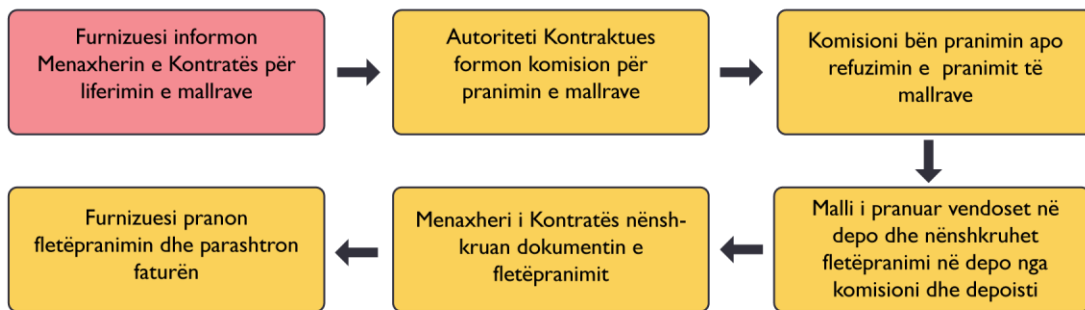 Furnizuesi informon
Menaxherin e Kontratës për
liferimin e mallrave
Autoriteti Kontraktues
formon komision për
pranimin e mallrave
Komisioni bën pranimin apo
refuzimin e pranimit të
mallrave
Malli i pranuar vendoset në
depo dhe nënshkruhet
fletëpranimi në depo nga
komisioni dhe depoisti
Menaxheri i Kontratës nënsh-
kruan dokumentin e
fletëpranimit
Furnizuesi pranon
fletëpranimin dhe parashtron
faturën